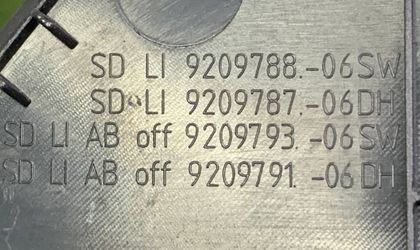 SD LI 9209788.-06SW
SD LI 9209787.-06DH
SD LI AB off 9209793.-06SW
SD LI AB off 9209791.-06DH